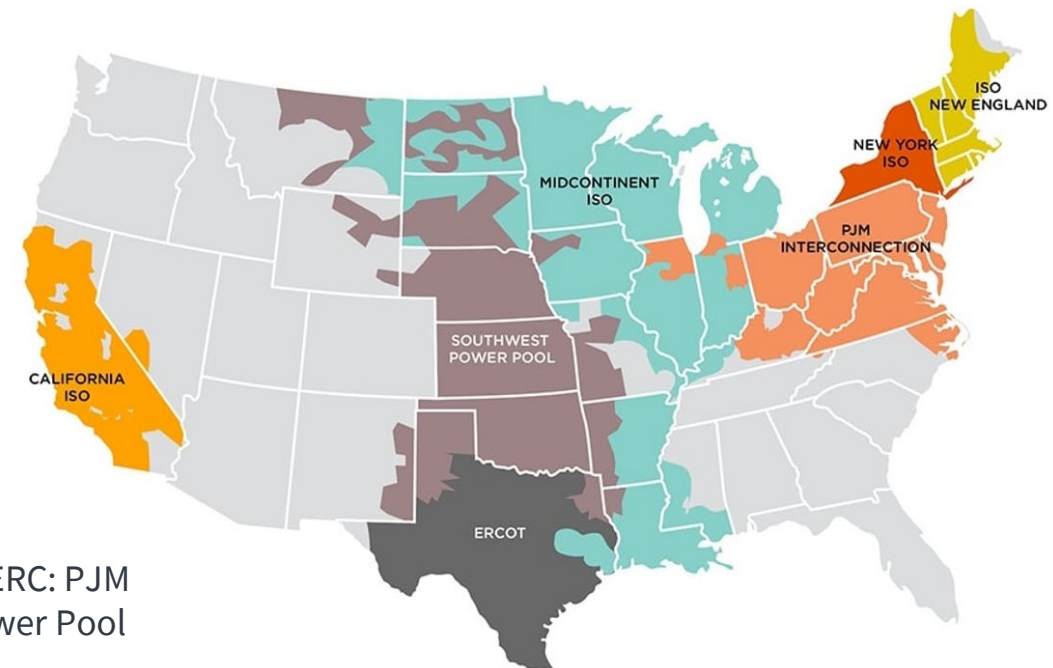 ISO
NEW ENGLAND
NEW YORK
ISO
MIDCONTINENT
ISO
PJM
INTERCONNECTION
SOUTHWEST
POWER POOL
CALIFORNIA
ISO
ERCOT
ERC: PJM
wer Pool